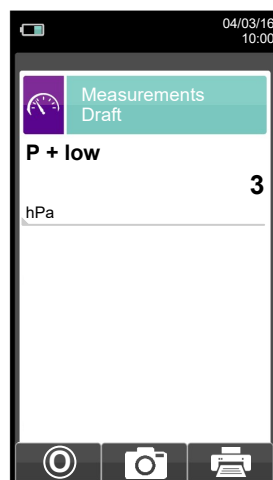 04/03/16
10:00
Measurements
Draft
P + low
3
hPa
O